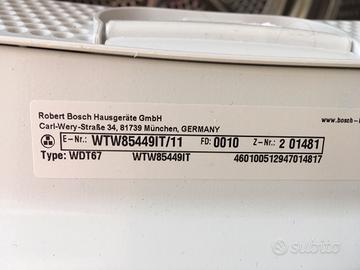 Robert Bosch Hausgeräte GmbH
www.bosch-
Carl-Wery-Straße 34, 81739 München, GERMANY
E-Nr.: WTW85449IT/11 FD: 0010 Z-Nr.: 2 01481
Type: WDT67 WTW85449IT 460100512947014817
subito